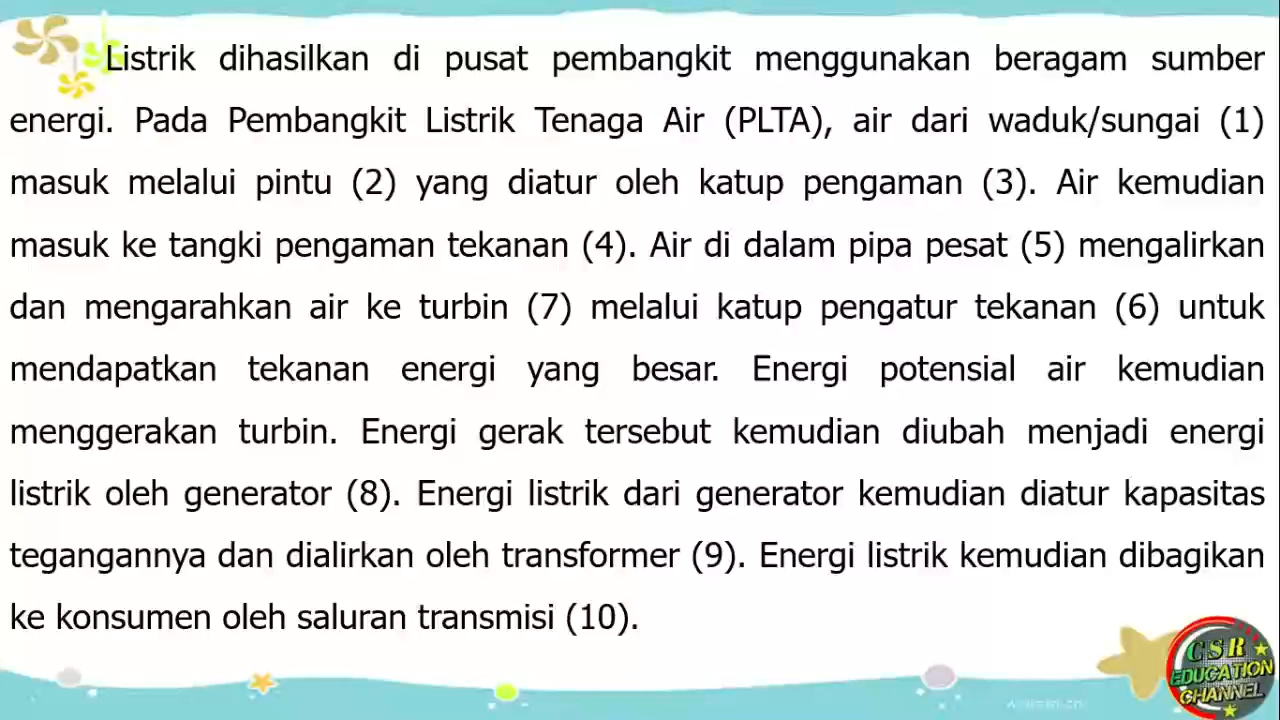 Listrik dihasilkan di pusat pembangkit menggunakan beragam sumber
energi. Pada Pembangkit Listrik Tenaga Air (PLTA), air dari waduk/sungai (1)
masuk melalui pintu (2) yang diatur oleh katup pengaman (3). Air kemudian
masuk ke tangki pengaman tekanan (4). Air di dalam pipa pesat (5) mengalirkan
dan mengarahkan air ke turbin (7) melalui katup pengatur tekanan (6) untuk
mendapatkan tekanan energi yang besar. Energi potensial air kemudian
menggerakan turbin. Energi gerak tersebut kemudian diubah menjadi energi
listrik oleh generator (8). Energi listrik dari generator kemudian diatur kapasitas
tegangannya dan dialirkan oleh transformer (9). Energi listrik kemudian dibagikan
ke konsumen oleh saluran transmisi (10).
CSR
EDUCATION
CHANNEL